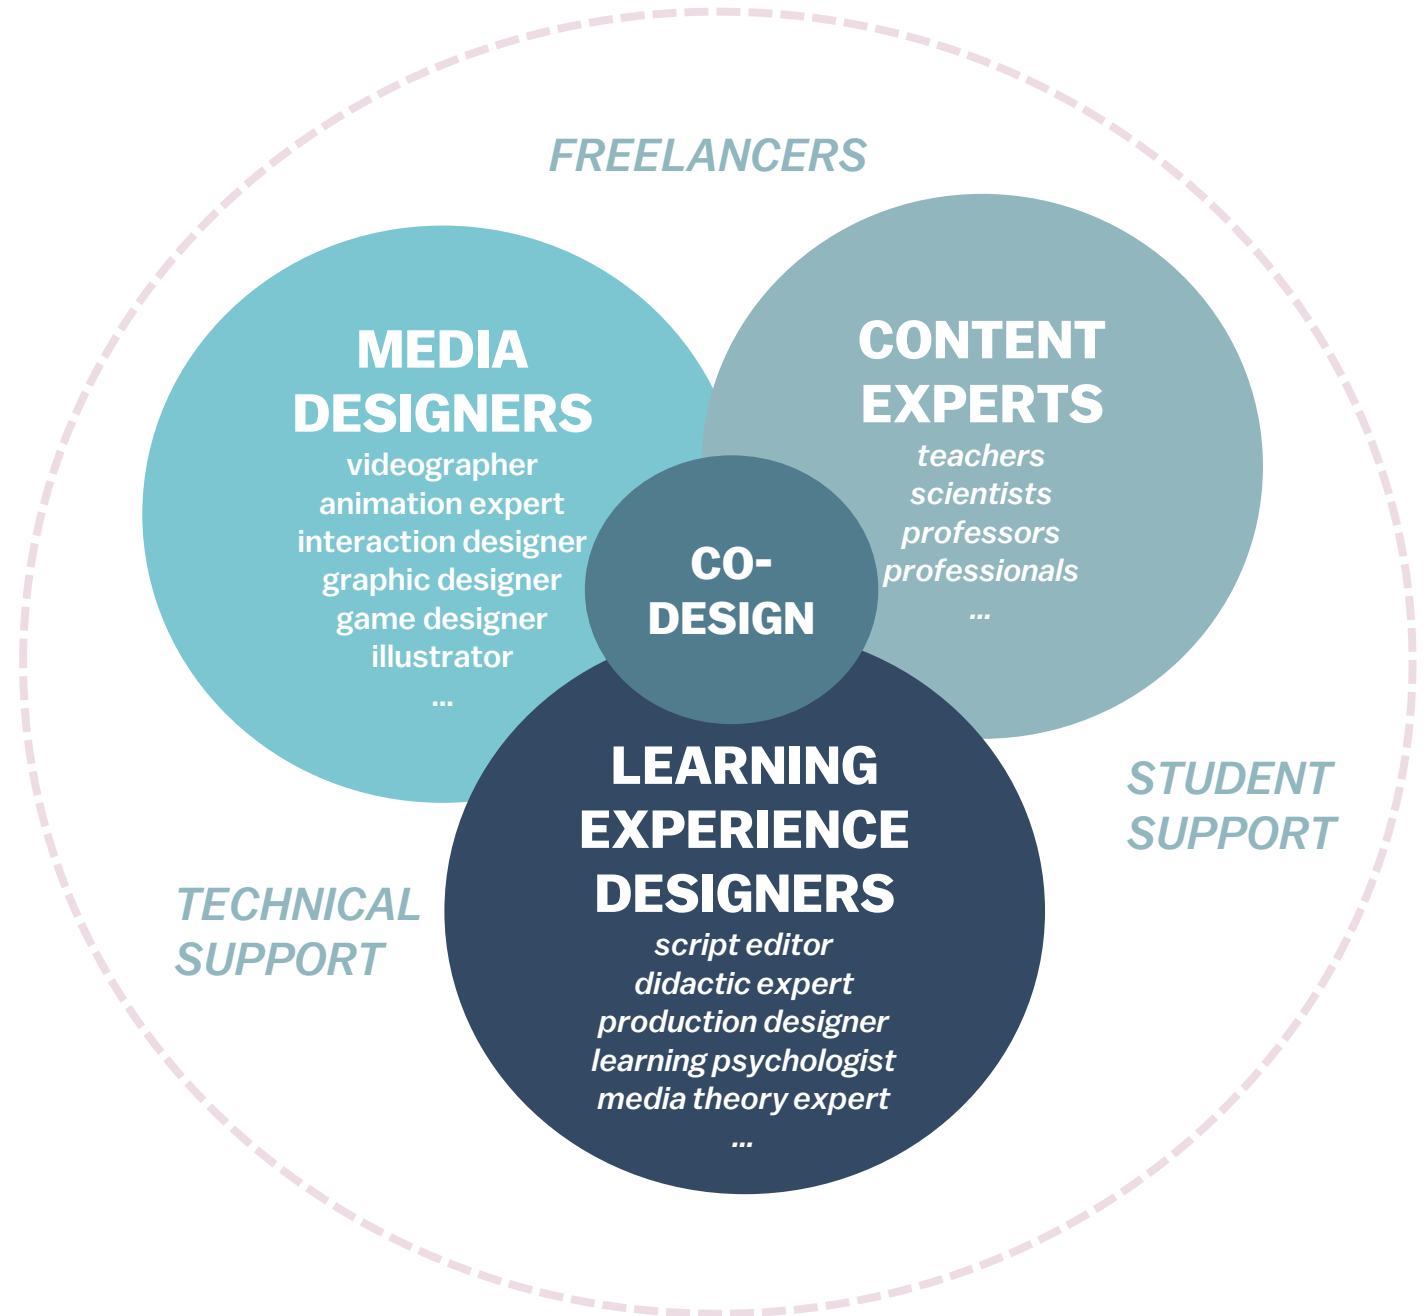 FREELANCERS
MEDIA
DESIGNERS
videographer
animation expert
interaction designer
graphic designer
game designer
illustrator
...
CONTENT
EXPERTS
teachers
scientists
professors
professionals
...
CO-
DESIGN
LEARNING
EXPERIENCE
DESIGNERS
script editor
didactic expert
production designer
learning psychologist
media theory expert
...
STUDENT
SUPPORT
TECHNICAL
SUPPORT